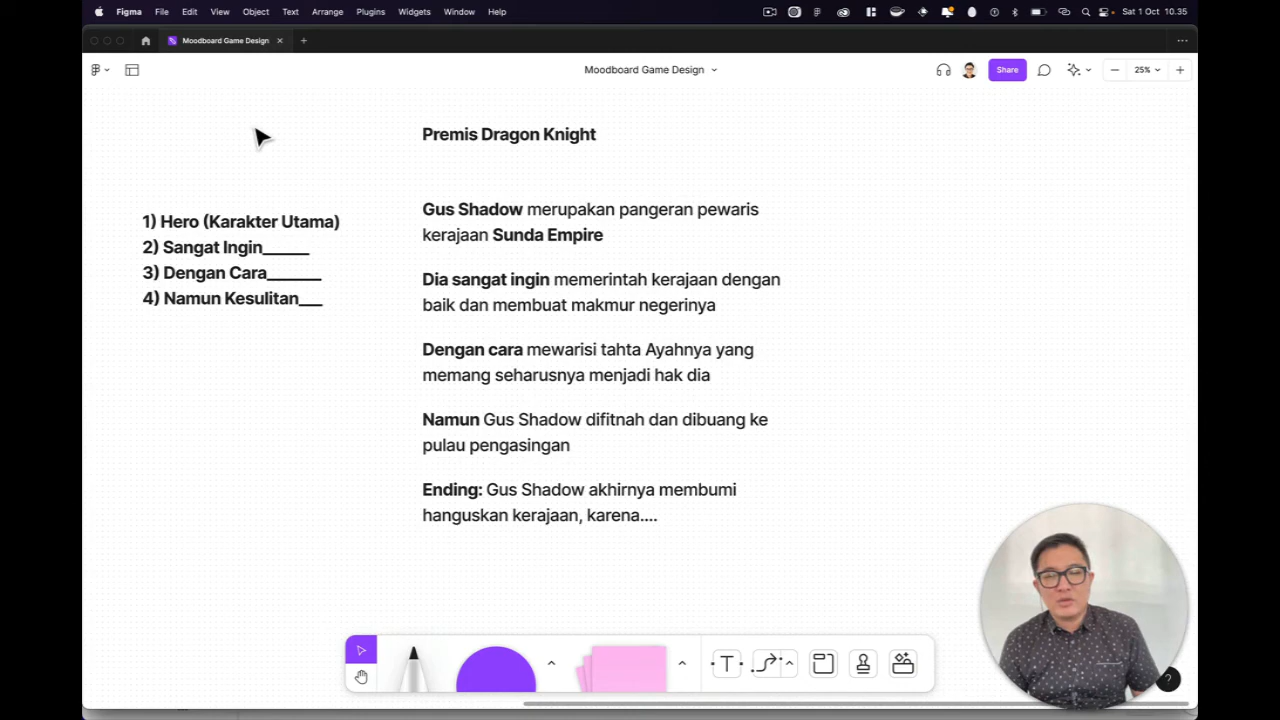 Figma File Edit View Object Text Arrange Plugins Widgets Window Help Sat 1 Oct 10.35
Moodboard Game Design
Moodboard Game Design
Share
25%
Premis Dragon Knight
1) Hero (Karakter Utama)
2) Sangat Ingin______
3) Dengan Cara_______
4) Namun Kesulitan___
Gus Shadow merupakan pangeran pewaris
kerajaan Sunda Empire
Dia sangat ingin memerintah kerajaan dengan
baik dan membuat makmur negerinya
Dengan cara mewarisi tahta Ayahnya yang
memang seharusnya menjadi hak dia
Namun Gus Shadow difitnah dan dibuang ke
pulau pengasingan
Ending: Gus Shadow akhirnya membumi
hanguskan kerajaan, karena....
T
?